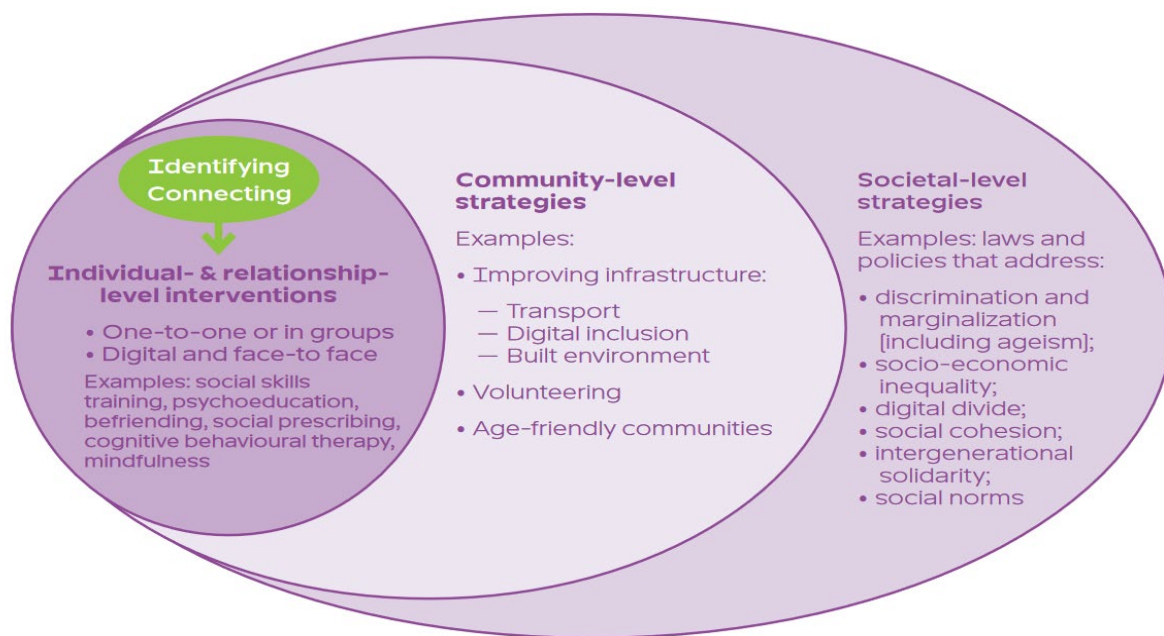 Identifying
Connecting
Individual- & relationship-
level interventions
• One-to-one or in groups
• Digital and face-to face
Examples: social skills
training, psychoeducation,
befriending, social prescribing,
cognitive behavioural therapy,
mindfulness
Community-level
strategies
Examples:
• Improving infrastructure:
— Transport
— Digital inclusion
— Built environment
• Volunteering
• Age-friendly communities
Societal-level
strategies
Examples: laws and
policies that address:
• discrimination and
marginalization
[including ageism];
• socio-economic
inequality;
• digital divide;
• social cohesion;
• intergenerational
solidarity;
• social norms